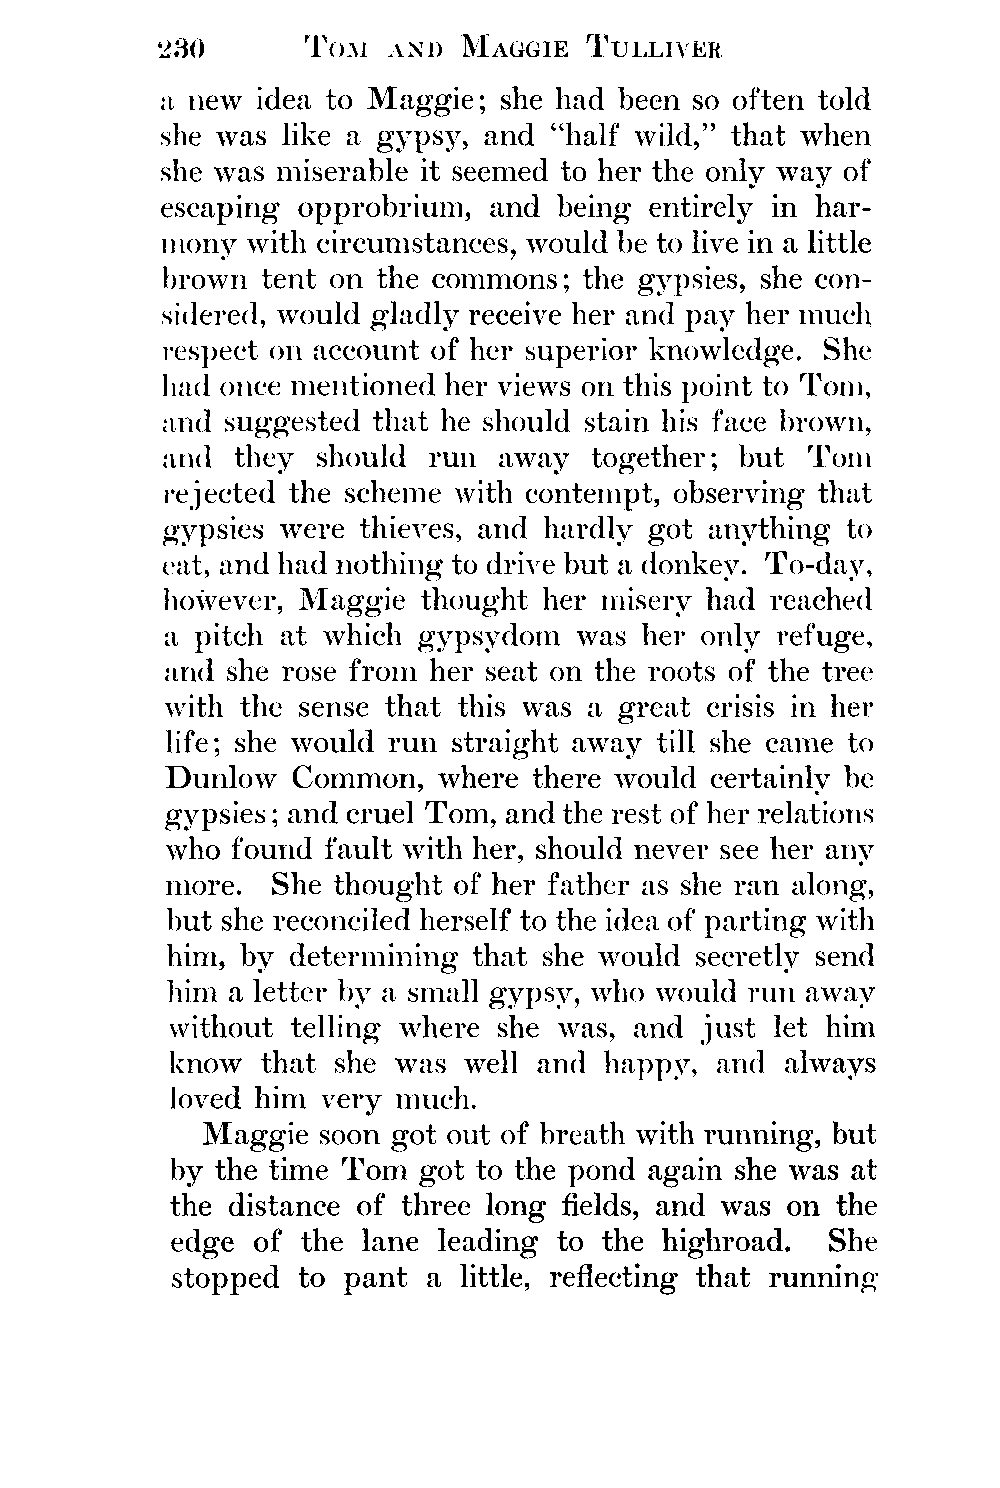 230 TOM AND MAGGIE TULLIVER
a new idea to Maggie; she had been so often told
she was like a gypsy, and “half wild,” that when
she was miserable it seemed to her the only way of
escaping opprobrium, and being entirely in har-
mony with circumstances, would be to live in a little
brown tent on the commons; the gypsies, she con-
sidered, would gladly receive her and pay her much
respect on account of her superior knowledge. She
had once mentioned her views on this point to Tom,
and suggested that he should stain his face brown,
and they should run away together; but Tom
rejected the scheme with contempt, observing that
gypsies were thieves, and hardly got anything to
eat, and had nothing to drive but a donkey. To-day,
however, Maggie thought her misery had reached
a pitch at which gypsydom was her only refuge,
and she rose from her seat on the roots of the tree
with the sense that this was a great crisis in her
life; she would run straight away till she came to
Dunlow Common, where there would certainly be
gypsies; and cruel Tom, and the rest of her relations
who found fault with her, should never see her any
more. She thought of her father as she ran along,
but she reconciled herself to the idea of parting with
him, by determining that she would secretly send
him a letter by a small gypsy, who would run away
without telling where she was, and just let him
know that she was well and happy, and always
loved him very much.
Maggie soon got out of breath with running, but
by the time Tom got to the pond again she was at
the distance of three long fields, and was on the
edge of the lane leading to the highroad. She
stopped to pant a little, reflecting that running